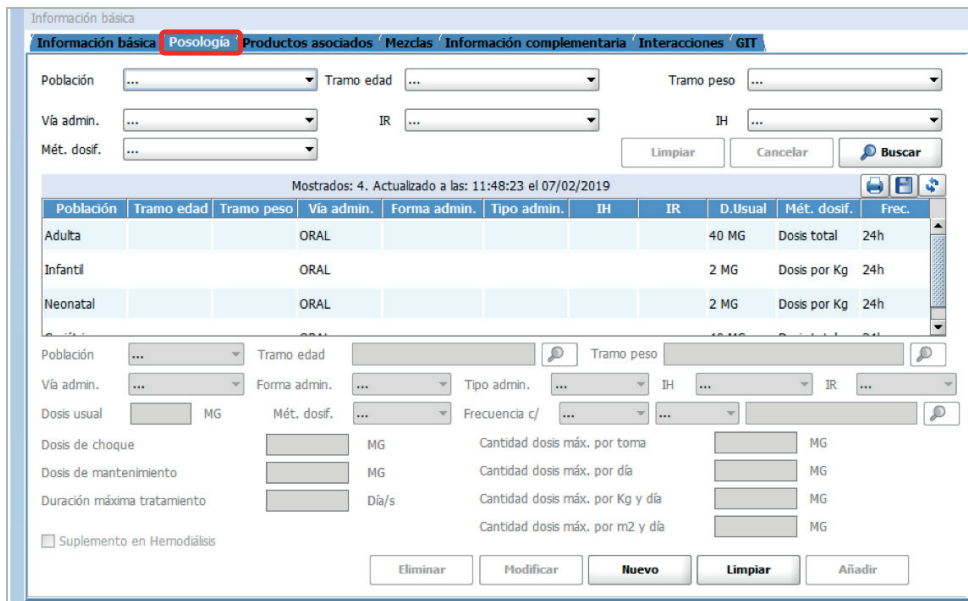 Información básica
Información básica Posología Productos asociados Mezclas Información complementaria Interacciones GIT
Población ... Tramo edad ... Tramo peso ...
Vía admin. ... IR ... IH ...
Mét. dosif. ... Limpiar Cancelar Buscar
Mostrados: 4. Actualizado a las: 11:48:23 el 07/02/2019
Población Tramo edad Tramo peso Vía admin. Forma admin. Tipo admin. IH IR D.Usual Mét. dosif. Frec.
Adulta ORAL 40 MG Dosis total 24h
Infantil ORAL 2 MG Dosis por Kg 24h
Neonatal ORAL 2 MG Dosis por Kg 24h
Población ... Tramo edad Tramo peso
Vía admin. ... Forma admin. ... Tipo admin. ... IH ... IR ...
Dosis usual MG Mét. dosif. ... Frecuencia c/ ... ...
Dosis de choque MG Cantidad dosis máx. por toma MG
Dosis de mantenimiento MG Cantidad dosis máx. por día MG
Duración máxima tratamiento Día/s Cantidad dosis máx. por Kg y día MG
Cantidad dosis máx. por m2 y día MG
Suplemento en Hemodiálisis
Eliminar Modificar Nuevo Limpiar Añadir